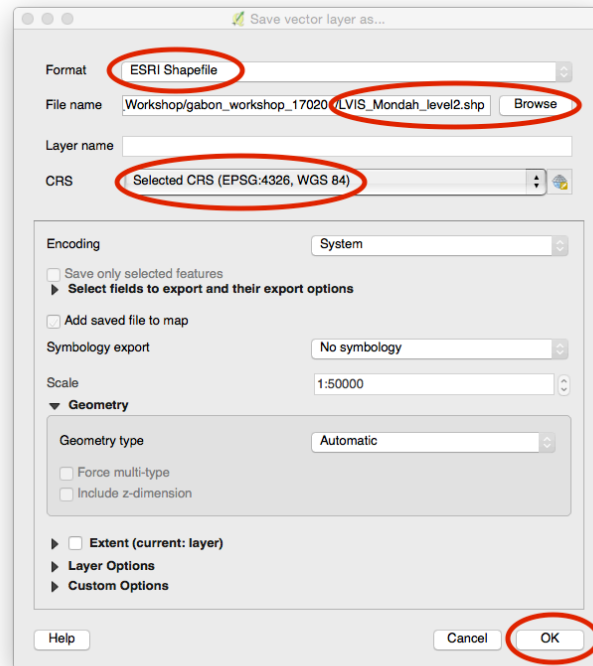 Save vector layer as...
Format ESRI Shapefile
File name _Workshop/gabon_workshop_17020 /LVIS_Mondah_level2.shp Browse
Layer name
CRS Selected CRS (EPSG:4326, WGS 84)
Encoding System
Save only selected features
Select fields to export and their export options
Add saved file to map
Symbology export No symbology
Scale 1:50000
Geometry
Geometry type Automatic
Force multi-type
Include z-dimension
Extent (current: layer)
Layer Options
Custom Options
Help Cancel OK